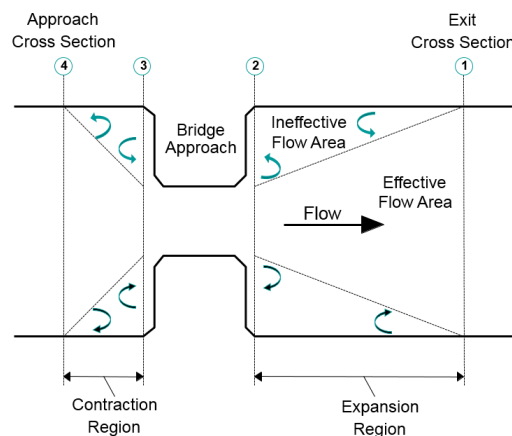 Approach
Cross Section
Exit
Cross Section
4
3
2
1
Bridge
Approach
Ineffective
Flow Area
Effective
Flow Area
Flow
Contraction
Region
Expansion
Region